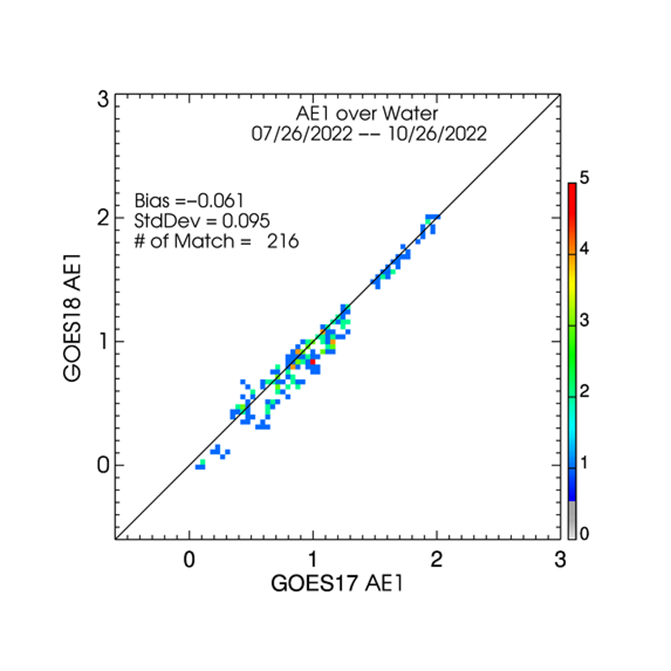 AE1 over Water
07/26/2022 −− 10/26/2022
Bias =−0.061
StdDev = 0.095
# of Match = 216
GOES18 AE1
3
2
1
0
0 1 2 3
GOES17 AE1
5
4
3
2
1
0